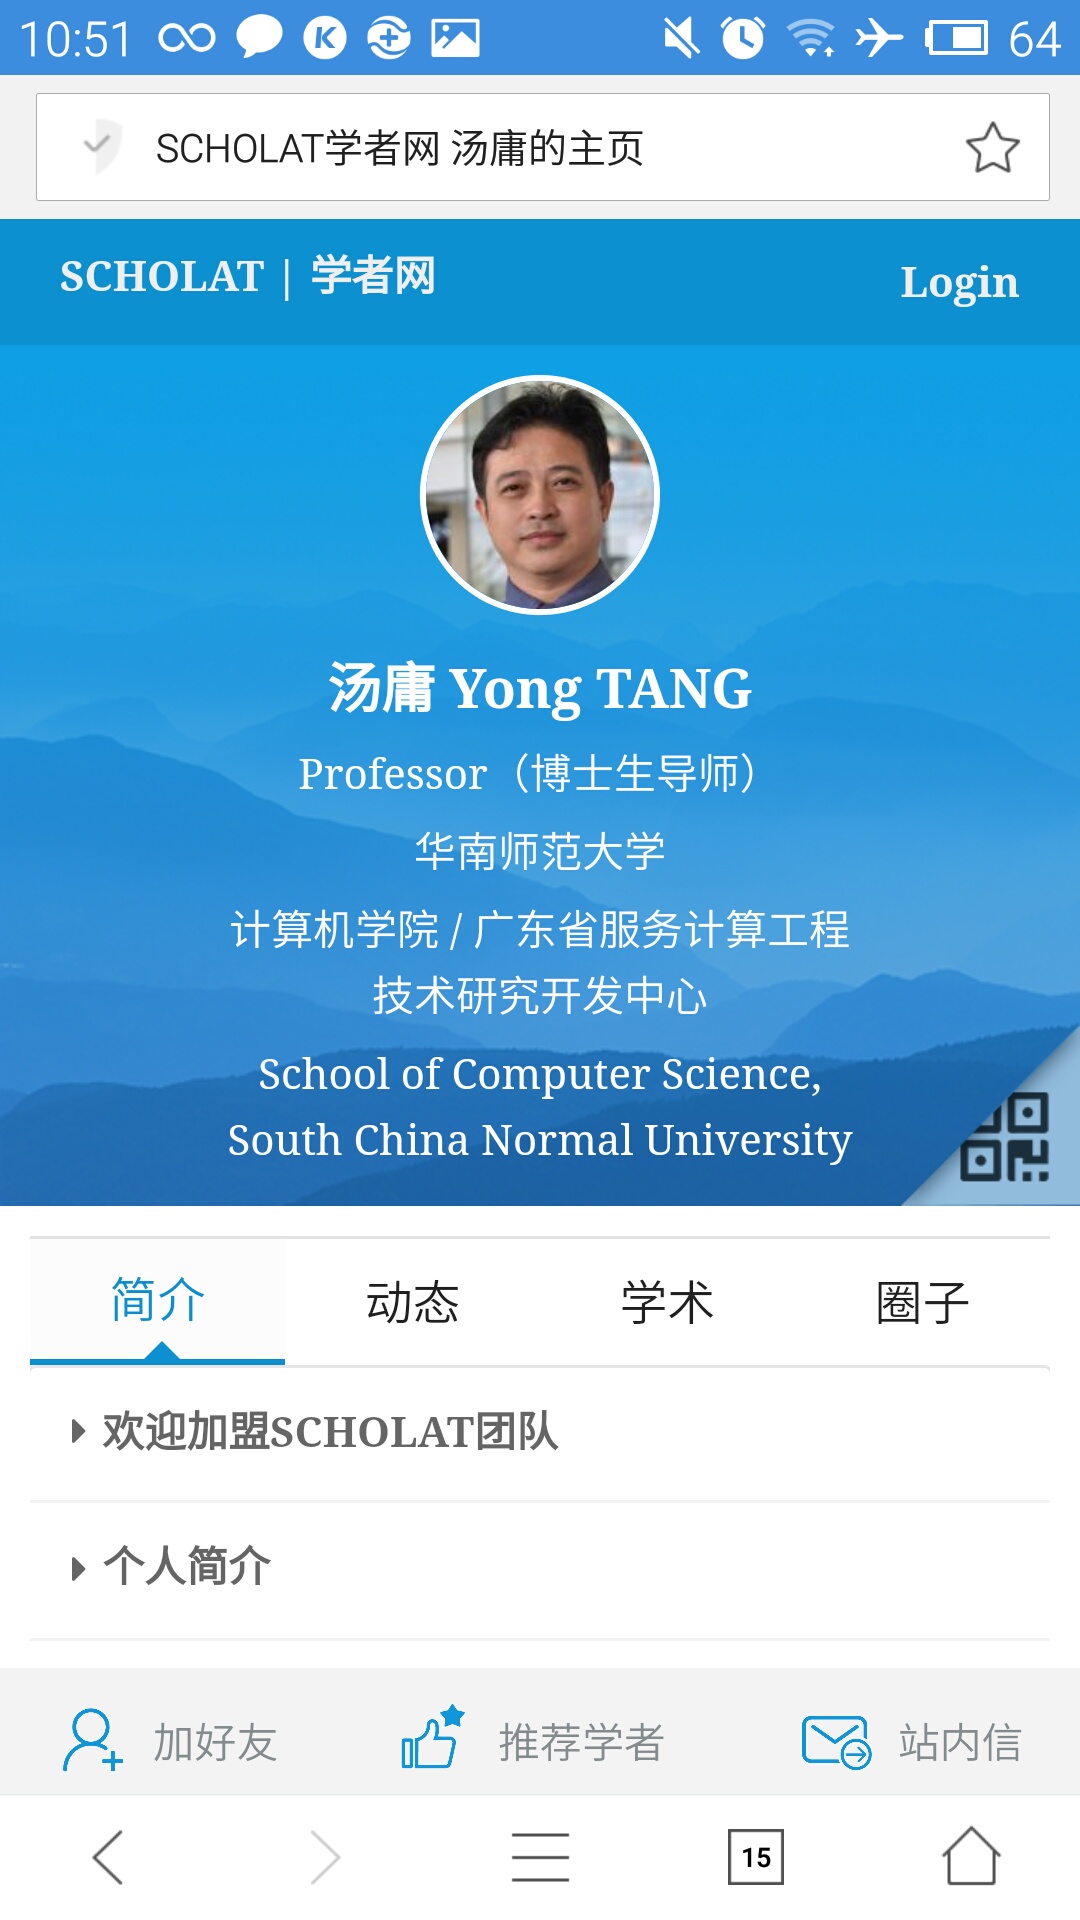 10:51
64
SCHOLAT学者网 汤庸的主页
SCHOLAT | 学者网
Login
汤庸 Yong TANG
Professor（博士生导师）
华南师范大学
计算机学院 / 广东省服务计算工程
技术研究开发中心
School of Computer Science,
South China Normal University
简介 动态 学术 圈子
欢迎加盟SCHOLAT团队
个人简介
加好友 推荐学者 站内信
15